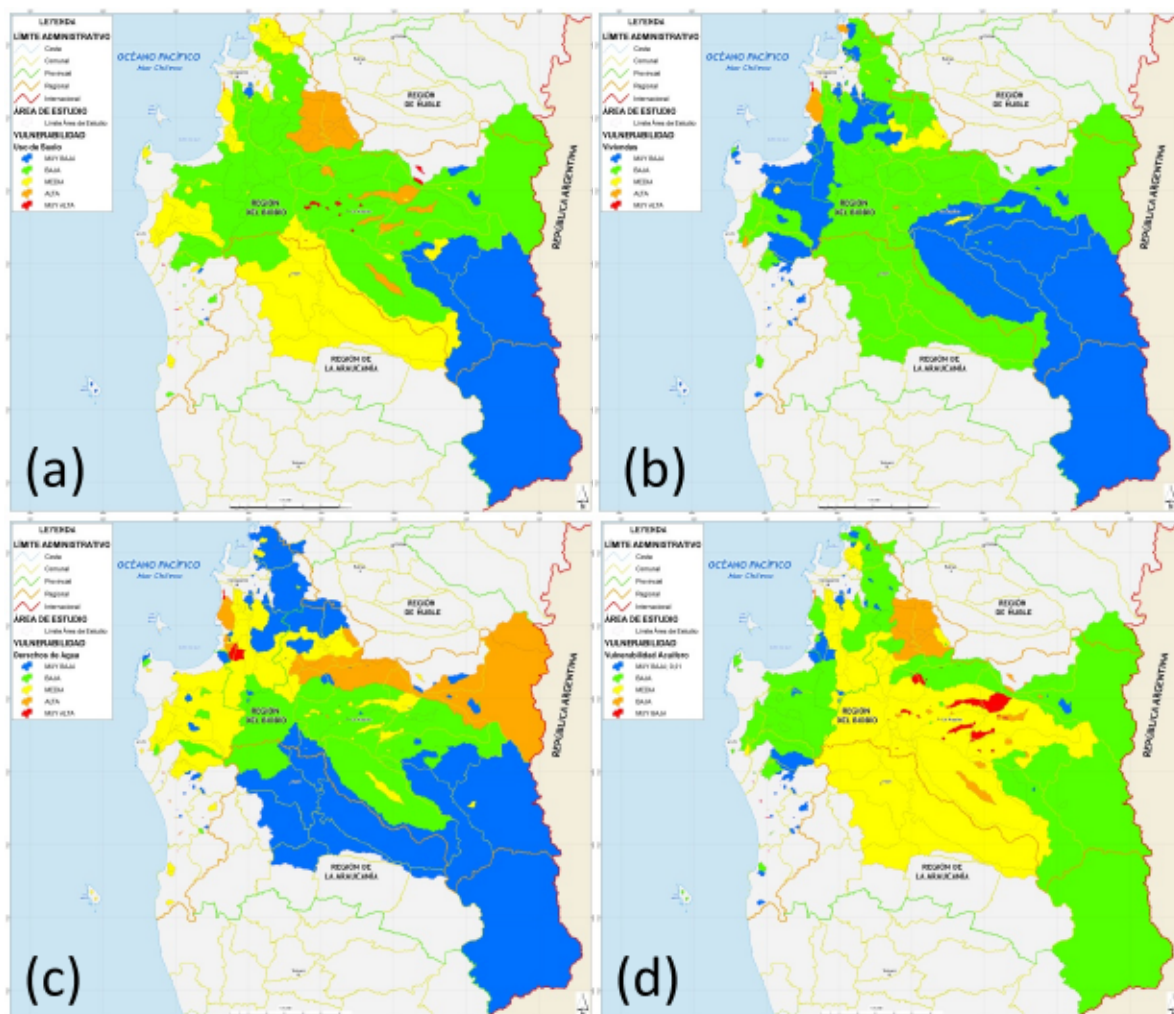 LEYENDA
LÍMITE ADMINISTRATIVO
Costa
Comunal
Provincial
Regional
Internacional
ÁREA DE ESTUDIO
Límite Área de Estudio
VULNERABILIDAD
Uso de Suelo
MUY BAJA
BAJA
MEDIA
ALTA
MUY ALTA
OCÉANO PACÍFICO
Mar Chileno
REGIÓN
DE ÑUBLE
REGIÓN
DEL BIOBÍO
REGIÓN DE
LA ARAUCANÍA
REPÚBLICA ARGENTINA
(a)
LEYENDA
LÍMITE ADMINISTRATIVO
Costa
Comunal
Provincial
Regional
Internacional
ÁREA DE ESTUDIO
Límite Área de Estudio
VULNERABILIDAD
Viviendas
MUY BAJA
BAJA
MEDIA
ALTA
MUY ALTA
OCÉANO PACÍFICO
Mar Chileno
REGIÓN
DE ÑUBLE
REGIÓN
DEL BIOBÍO
REGIÓN DE
LA ARAUCANÍA
REPÚBLICA ARGENTINA
(b)
LEYENDA
LÍMITE ADMINISTRATIVO
Costa
Comunal
Provincial
Regional
Internacional
ÁREA DE ESTUDIO
Límite Área de Estudio
VULNERABILIDAD
Derechos de Agua
MUY BAJA
BAJA
MEDIA
ALTA
MUY ALTA
OCÉANO PACÍFICO
Mar Chileno
REGIÓN
DE ÑUBLE
REGIÓN
DEL BIOBÍO
REGIÓN DE
LA ARAUCANÍA
REPÚBLICA ARGENTINA
(c)
LEYENDA
LÍMITE ADMINISTRATIVO
Costa
Comunal
Provincial
Regional
Internacional
ÁREA DE ESTUDIO
Límite Área de Estudio
VULNERABILIDAD
Vulnerabilidad Acuífero
MUY BAJA
BAJA
MEDIA
BAJA
MUY BAJA
OCÉANO PACÍFICO
Mar Chileno
REGIÓN
DE ÑUBLE
REGIÓN
DEL BIOBÍO
REGIÓN DE
LA ARAUCANÍA
REPÚBLICA ARGENTINA
(d)